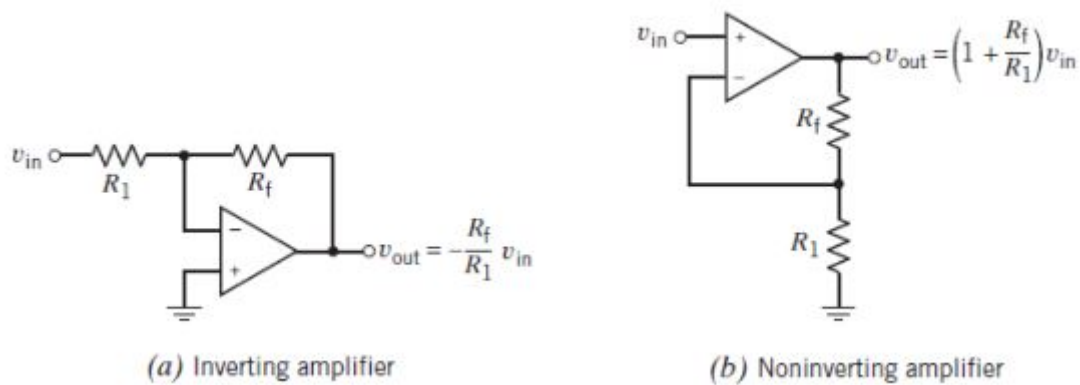 v_in
R_1
R_f
−
+
v_out = −R_f/R_1 v_in
(a) Inverting amplifier
v_in
+
−
v_out = (1 + R_f/R_1) v_in
R_f
R_1
(b) Noninverting amplifier